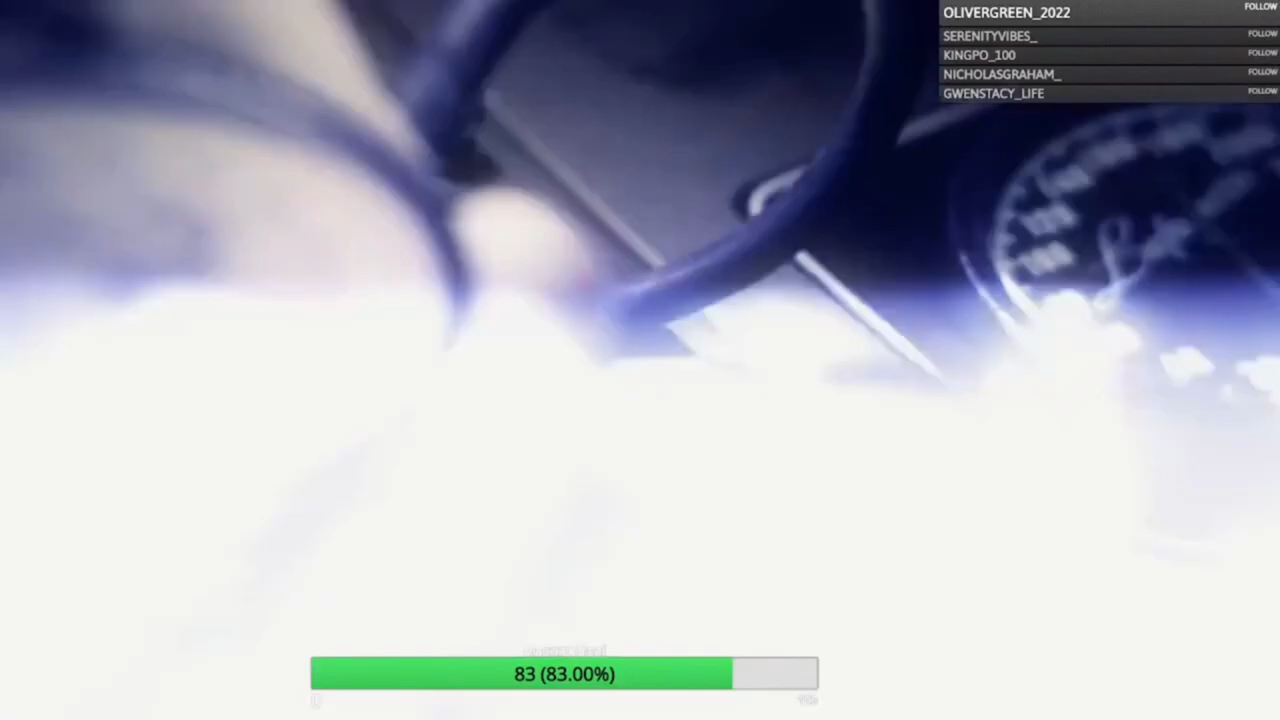 OLIVERGREEN_2022 FOLLOW
SERENITYVIBES_ FOLLOW
KINGPO_100 FOLLOW
NICHOLASGRAHAM_ FOLLOW
GWENSTACY_LIFE FOLLOW
83 (83.00%)